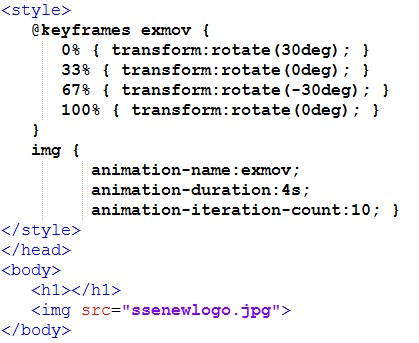 <style>
@keyframes exmov {
0% { transform:rotate(30deg); }
33% { transform:rotate(0deg); }
67% { transform:rotate(-30deg); }
100% { transform:rotate(0deg); }
}
img {
animation-name:exmov;
animation-duration:4s;
animation-iteration-count:10; }
</style>
</head>
<body>
<h1></h1>
<img src="ssenewlogo.jpg">
</body>